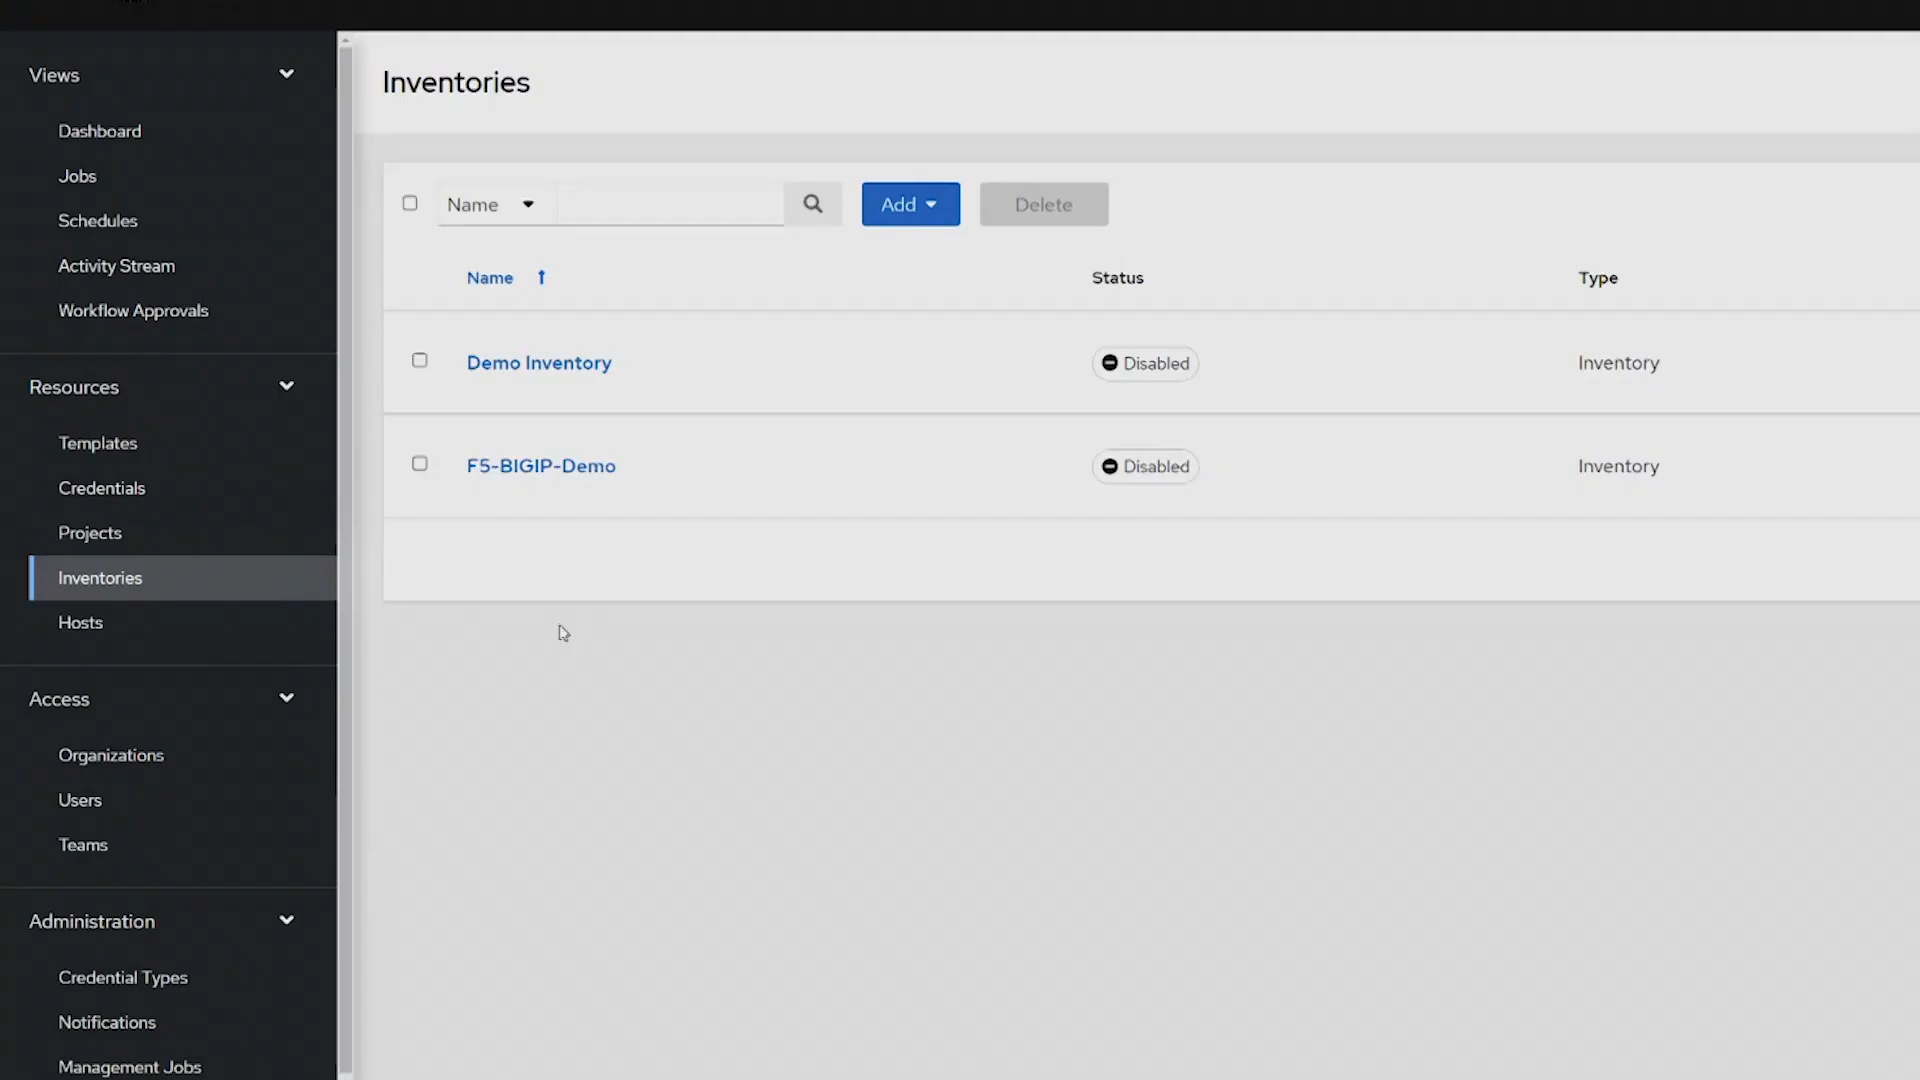 Views
Dashboard
Jobs
Schedules
Activity Stream
Workflow Approvals
Resources
Templates
Credentials
Projects
Inventories
Hosts
Access
Organizations
Users
Teams
Administration
Credential Types
Notifications
Management Jobs
Inventories
Name Add Delete
Name Status Type
Demo Inventory Disabled Inventory
F5-BIGIP-Demo Disabled Inventory